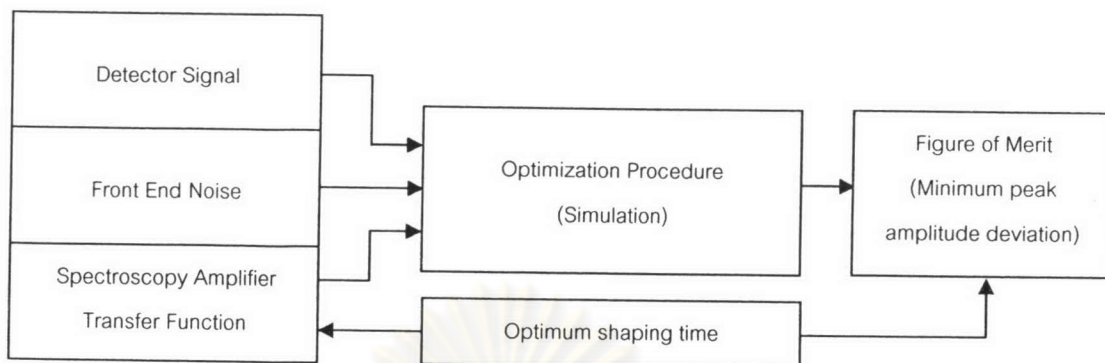 Detector Signal
Front End Noise
Spectroscopy Amplifier
Transfer Function
Optimization Procedure
(Simulation)
Optimum shaping time
Figure of Merit
(Minimum peak
amplitude deviation)